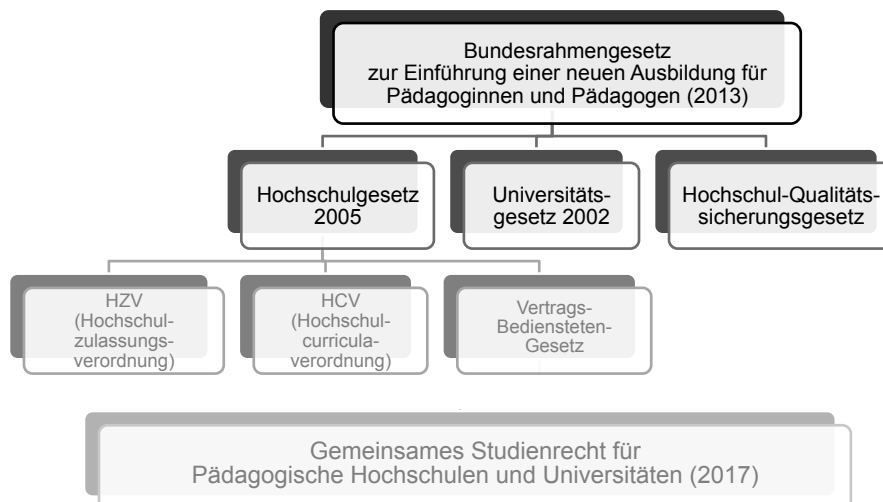 Bundesrahmengesetz
zur Einführung einer neuen Ausbildung für
Pädagoginnen und Pädagogen (2013)
Hochschulgesetz
2005
Universitäts-
gesetz 2002
Hochschul-Qualitäts-
sicherungsgesetz
HZV
(Hochschul-
zulassungs-
verordnung)
HCV
(Hochschul-
curricula-
verordnung)
Vertrags-
Bediensteten-
Gesetz
Gemeinsames Studienrecht für
Pädagogische Hochschulen und Universitäten (2017)